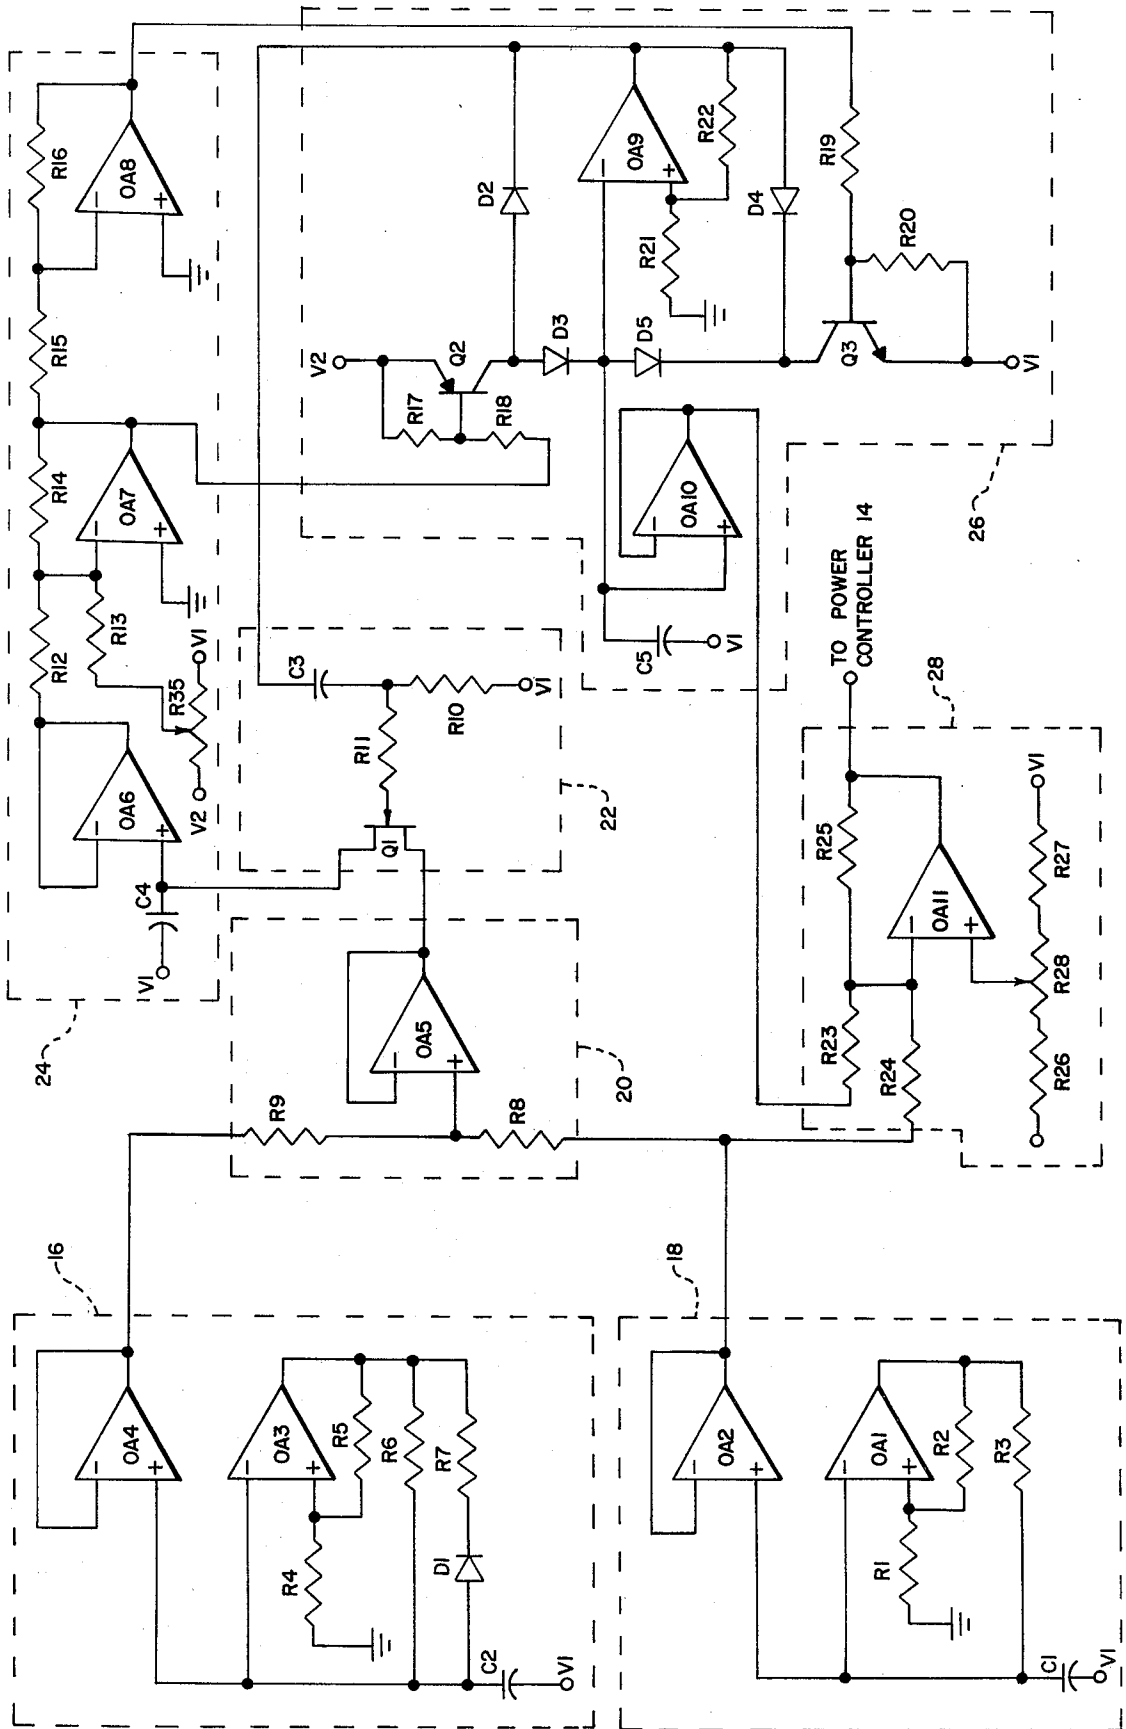 24
V1
C4
OA6
-
+
V2
R35
V1
R12
R13
R14
OA7
-
+
R15
R16
OA8
-
+
22
C3
R11
R10
V1
Q1
26
V2
R17
R18
Q2
D2
D3
D5
D4
OA9
-
+
R21
R22
R19
R20
Q3
V1
OA10
-
+
C5
V1
20
R9
R8
OA5
-
+
TO POWER
CONTROLLER 14
28
R25
R23
R24
OA11
-
+
R26
R28
R27
V1
16
OA4
-
+
OA3
-
+
R4
R5
R6
R7
D1
C2
V1
18
OA2
-
+
OA1
-
+
R1
R2
R3
C1
V1